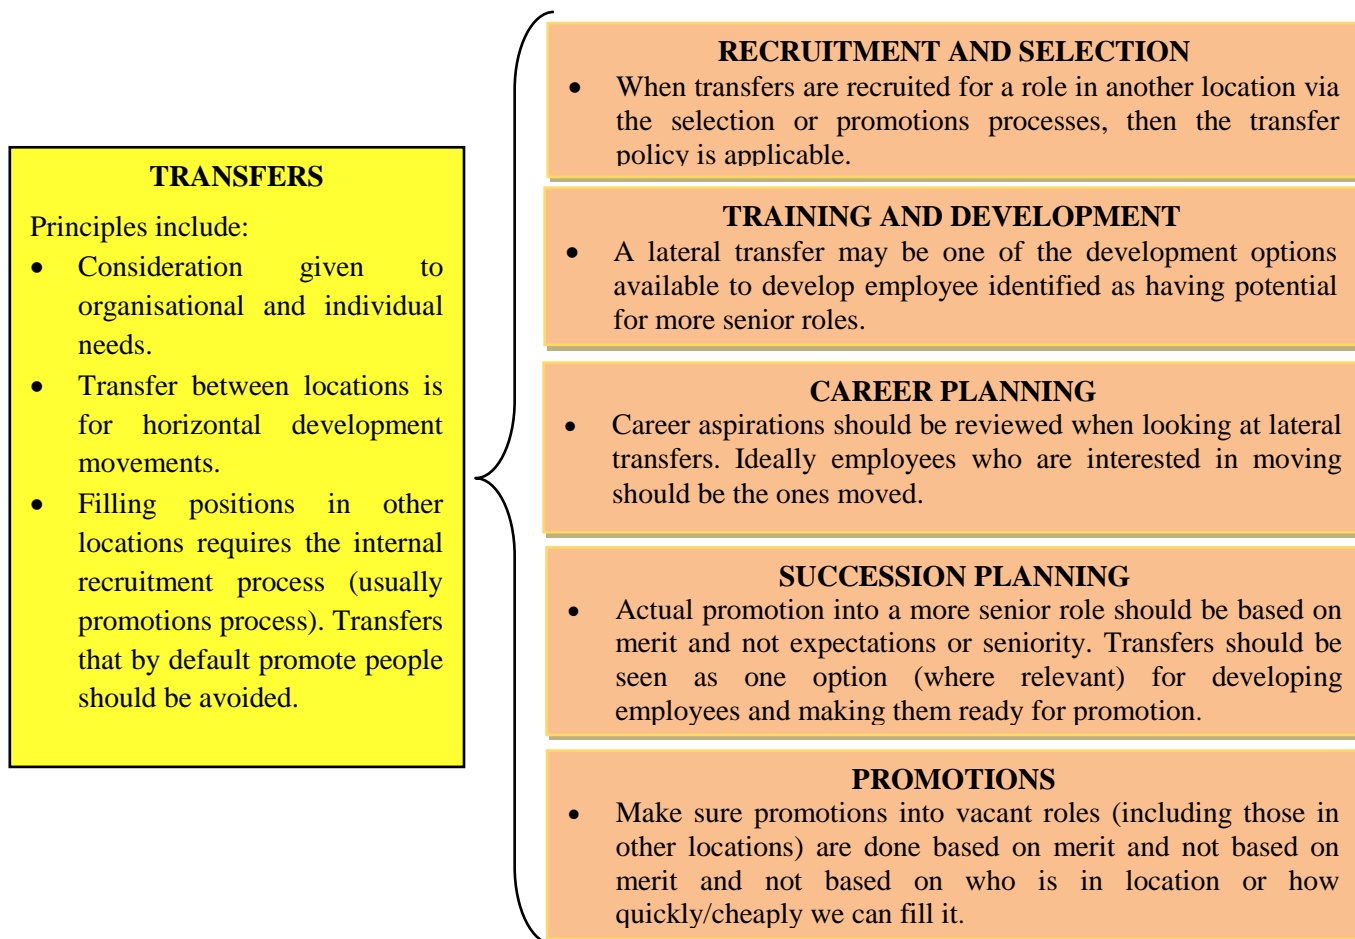 TRANSFERS
Principles include:
• Consideration given to
organisational and individual
needs.
• Transfer between locations is
for horizontal development
movements.
• Filling positions in other
locations requires the internal
recruitment process (usually
promotions process). Transfers
that by default promote people
should be avoided.
RECRUITMENT AND SELECTION
• When transfers are recruited for a role in another location via
the selection or promotions processes, then the transfer
policy is applicable.
TRAINING AND DEVELOPMENT
• A lateral transfer may be one of the development options
available to develop employee identified as having potential
for more senior roles.
CAREER PLANNING
• Career aspirations should be reviewed when looking at lateral
transfers. Ideally employees who are interested in moving
should be the ones moved.
SUCCESSION PLANNING
• Actual promotion into a more senior role should be based on
merit and not expectations or seniority. Transfers should be
seen as one option (where relevant) for developing
employees and making them ready for promotion.
PROMOTIONS
• Make sure promotions into vacant roles (including those in
other locations) are done based on merit and not based on
merit and not based on who is in location or how
quickly/cheaply we can fill it.